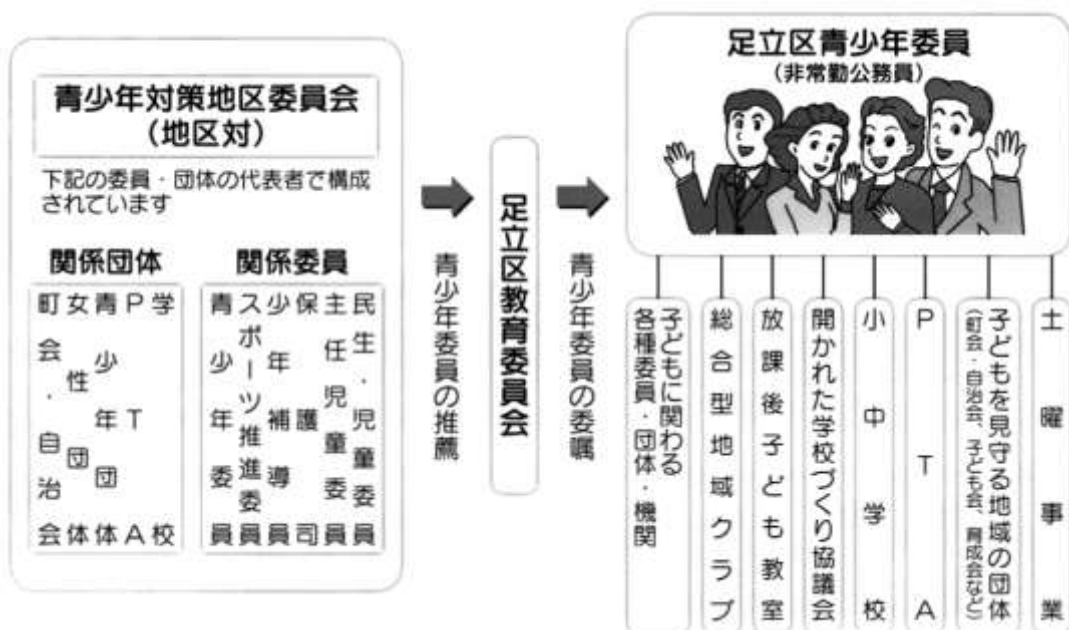 青少年対策地区委員会
(地区対)
下記の委員・団体の代表者で構成
されています
関係団体
町会・自治会
女性団体
青少年団体
PTA
学校
関係委員
青少年委員
スポーツ推進委員
少年補導員
保護司
主任児童委員
民生・児童委員
青少年委員の推薦
足立区教育委員会
青少年委員の委嘱
足立区青少年委員
(非常勤公務員)
子どもに関わる
各種委員・団体・機関
総合型地域クラブ
放課後子ども教室
開かれた学校づくり協議会
小中学校
PTA
子どもを見守る地域の団体
(町会・自治会、子ども会、育成会など)
土曜事業